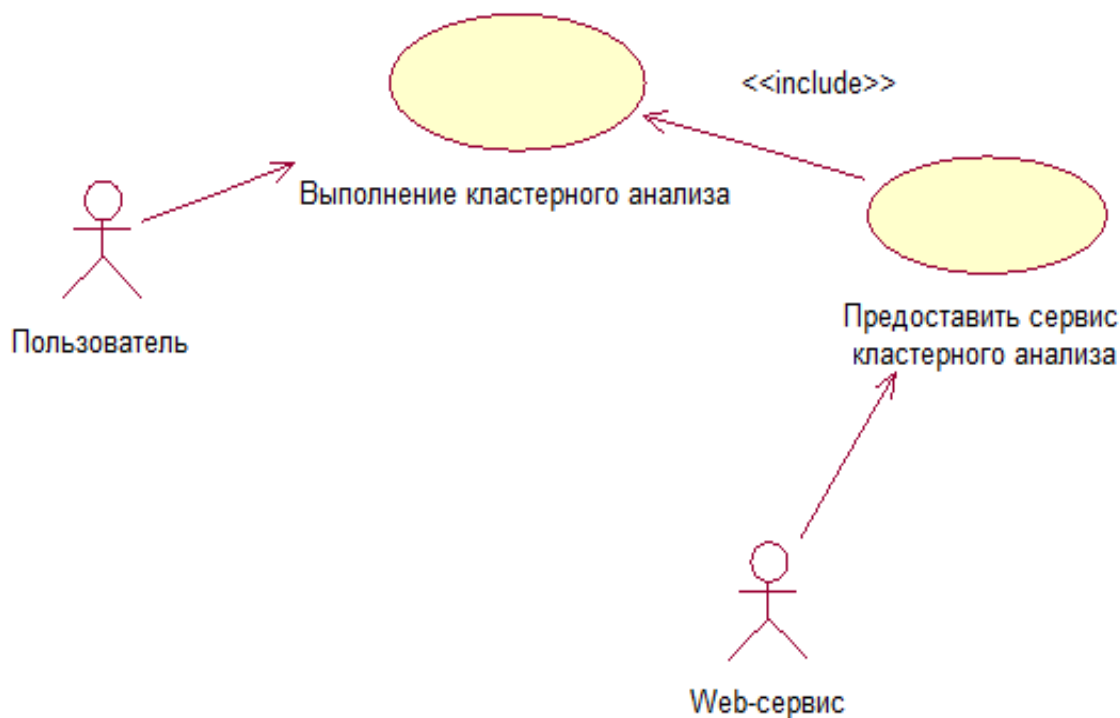 <<include>>
Выполнение кластерного анализа
Пользователь
Предоставить сервис
кластерного анализа
Web-сервис